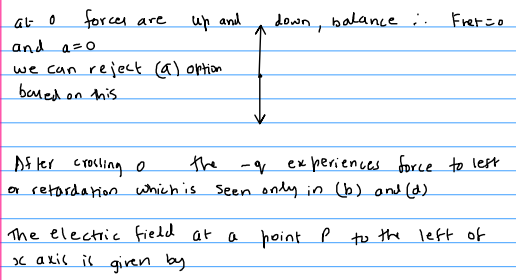 at O forces are up and down, balance ∴ Fnet=0
and a=0
we can reject (a) option
based on this
After crossing O the -q experiences force to left
or retardation which is seen only in (b) and (d)
The electric field at a point P to the left of
x axis is given by